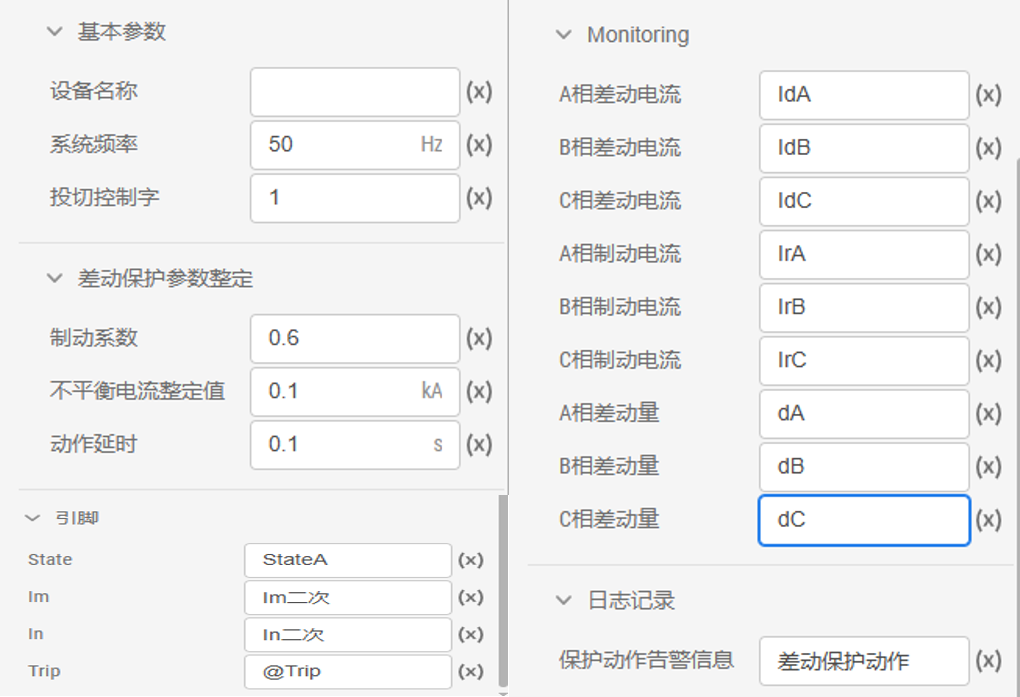 基本参数
设备名称 (x)
系统频率 50 Hz (x)
投切控制字 1 (x)
差动保护参数整定
制动系数 0.6 (x)
不平衡电流整定值 0.1 kA (x)
动作延时 0.1 s (x)
引脚
State StateA (x)
Im Im二次 (x)
In In二次 (x)
Trip @Trip (x)
Monitoring
A相差动电流 IdA (x)
B相差动电流 IdB (x)
C相差动电流 IdC (x)
A相制动电流 IrA (x)
B相制动电流 IrB (x)
C相制动电流 IrC (x)
A相差动量 dA (x)
B相差动量 dB (x)
C相差动量 dC (x)
日志记录
保护动作告警信息 差动保护动作 (x)